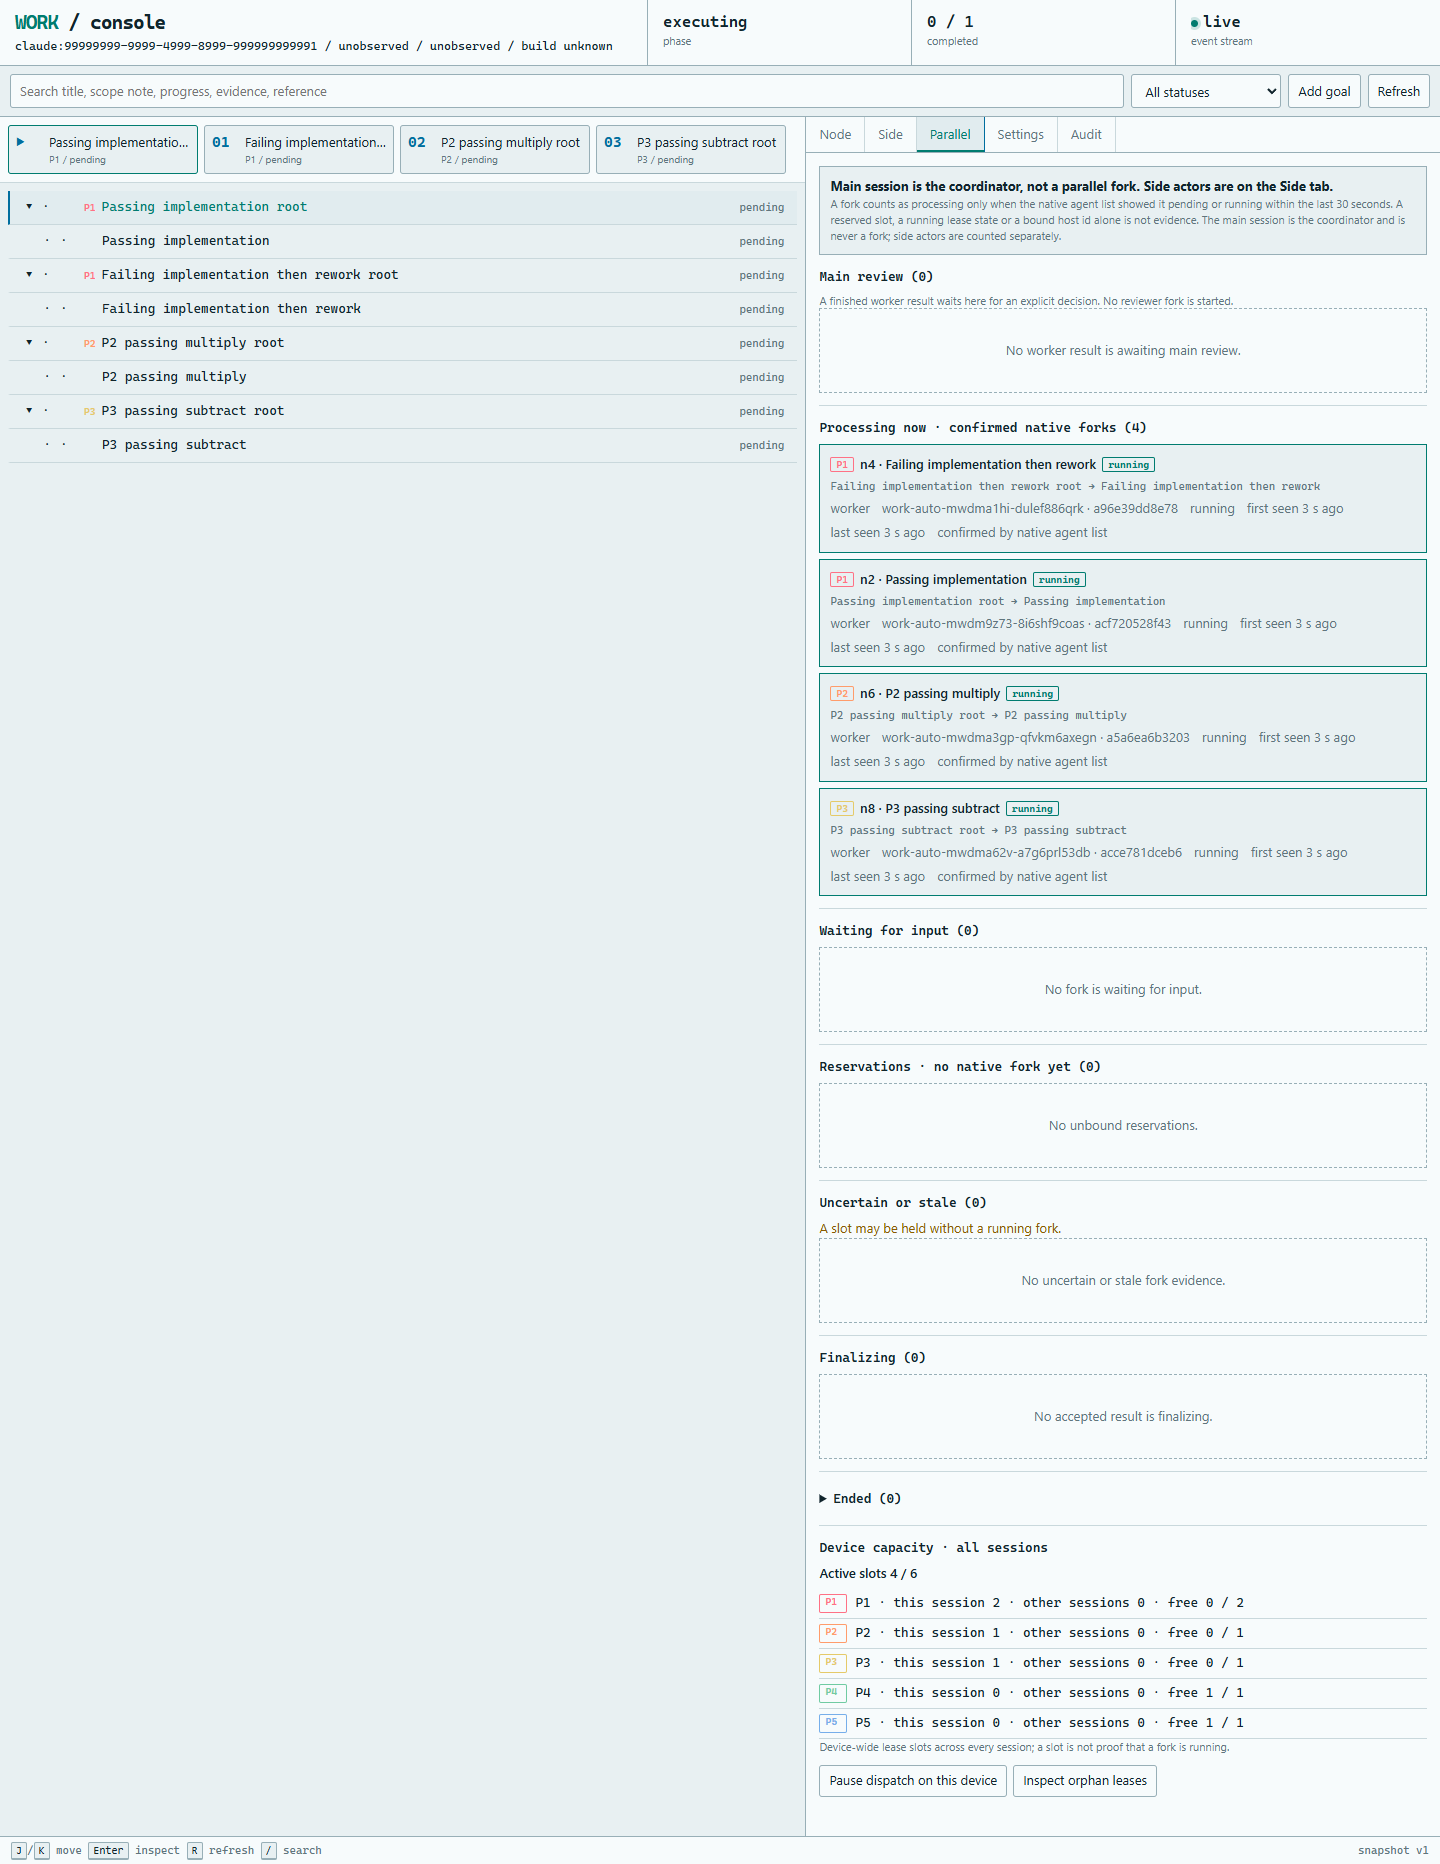 WORK / console
claude:99999999-9999-4999-8999-999999999991 / unobserved / unobserved / build unknown
executing
phase
0 / 1
completed
live
event stream
Search title, scope note, progress, evidence, reference
All statuses
Add goal
Refresh
Passing implementatio...
P1 / pending
01 Failing implementation...
P1 / pending
02 P2 passing multiply root
P2 / pending
03 P3 passing subtract root
P3 / pending
P1 Passing implementation root pending
Passing implementation pending
P1 Failing implementation then rework root pending
Failing implementation then rework pending
P2 P2 passing multiply root pending
P2 passing multiply pending
P3 P3 passing subtract root pending
P3 passing subtract pending
Node Side Parallel Settings Audit
Main session is the coordinator, not a parallel fork. Side actors are on the Side tab.
A fork counts as processing only when the native agent list showed it pending or running within the last 30 seconds. A
reserved slot, a running lease state or a bound host id alone is not evidence. The main session is the coordinator and is
never a fork; side actors are counted separately.
Main review (0)
A finished worker result waits here for an explicit decision. No reviewer fork is started.
No worker result is awaiting main review.
Processing now · confirmed native forks (4)
P1 n4 · Failing implementation then rework running
Failing implementation then rework root → Failing implementation then rework
worker work-auto-mwdma1hi-dulef886qrk · a96e39dd8e78 running first seen 3 s ago
last seen 3 s ago confirmed by native agent list
P1 n2 · Passing implementation running
Passing implementation root → Passing implementation
worker work-auto-mwdm9z73-8i6shf9coas · acf720528f43 running first seen 3 s ago
last seen 3 s ago confirmed by native agent list
P2 n6 · P2 passing multiply running
P2 passing multiply root → P2 passing multiply
worker work-auto-mwdma3gp-qfvkm6axegn · a5a6ea6b3203 running first seen 3 s ago
last seen 3 s ago confirmed by native agent list
P3 n8 · P3 passing subtract running
P3 passing subtract root → P3 passing subtract
worker work-auto-mwdma62v-a7g6prl53db · acce781dceb6 running first seen 3 s ago
last seen 3 s ago confirmed by native agent list
Waiting for input (0)
No fork is waiting for input.
Reservations · no native fork yet (0)
No unbound reservations.
Uncertain or stale (0)
A slot may be held without a running fork.
No uncertain or stale fork evidence.
Finalizing (0)
No accepted result is finalizing.
Ended (0)
Device capacity · all sessions
Active slots 4 / 6
P1 P1 · this session 2 · other sessions 0 · free 0 / 2
P2 P2 · this session 1 · other sessions 0 · free 0 / 1
P3 P3 · this session 1 · other sessions 0 · free 0 / 1
P4 P4 · this session 0 · other sessions 0 · free 1 / 1
P5 P5 · this session 0 · other sessions 0 · free 1 / 1
Device-wide lease slots across every session; a slot is not proof that a fork is running.
Pause dispatch on this device
Inspect orphan leases
J/K move Enter inspect R refresh / search
snapshot v1